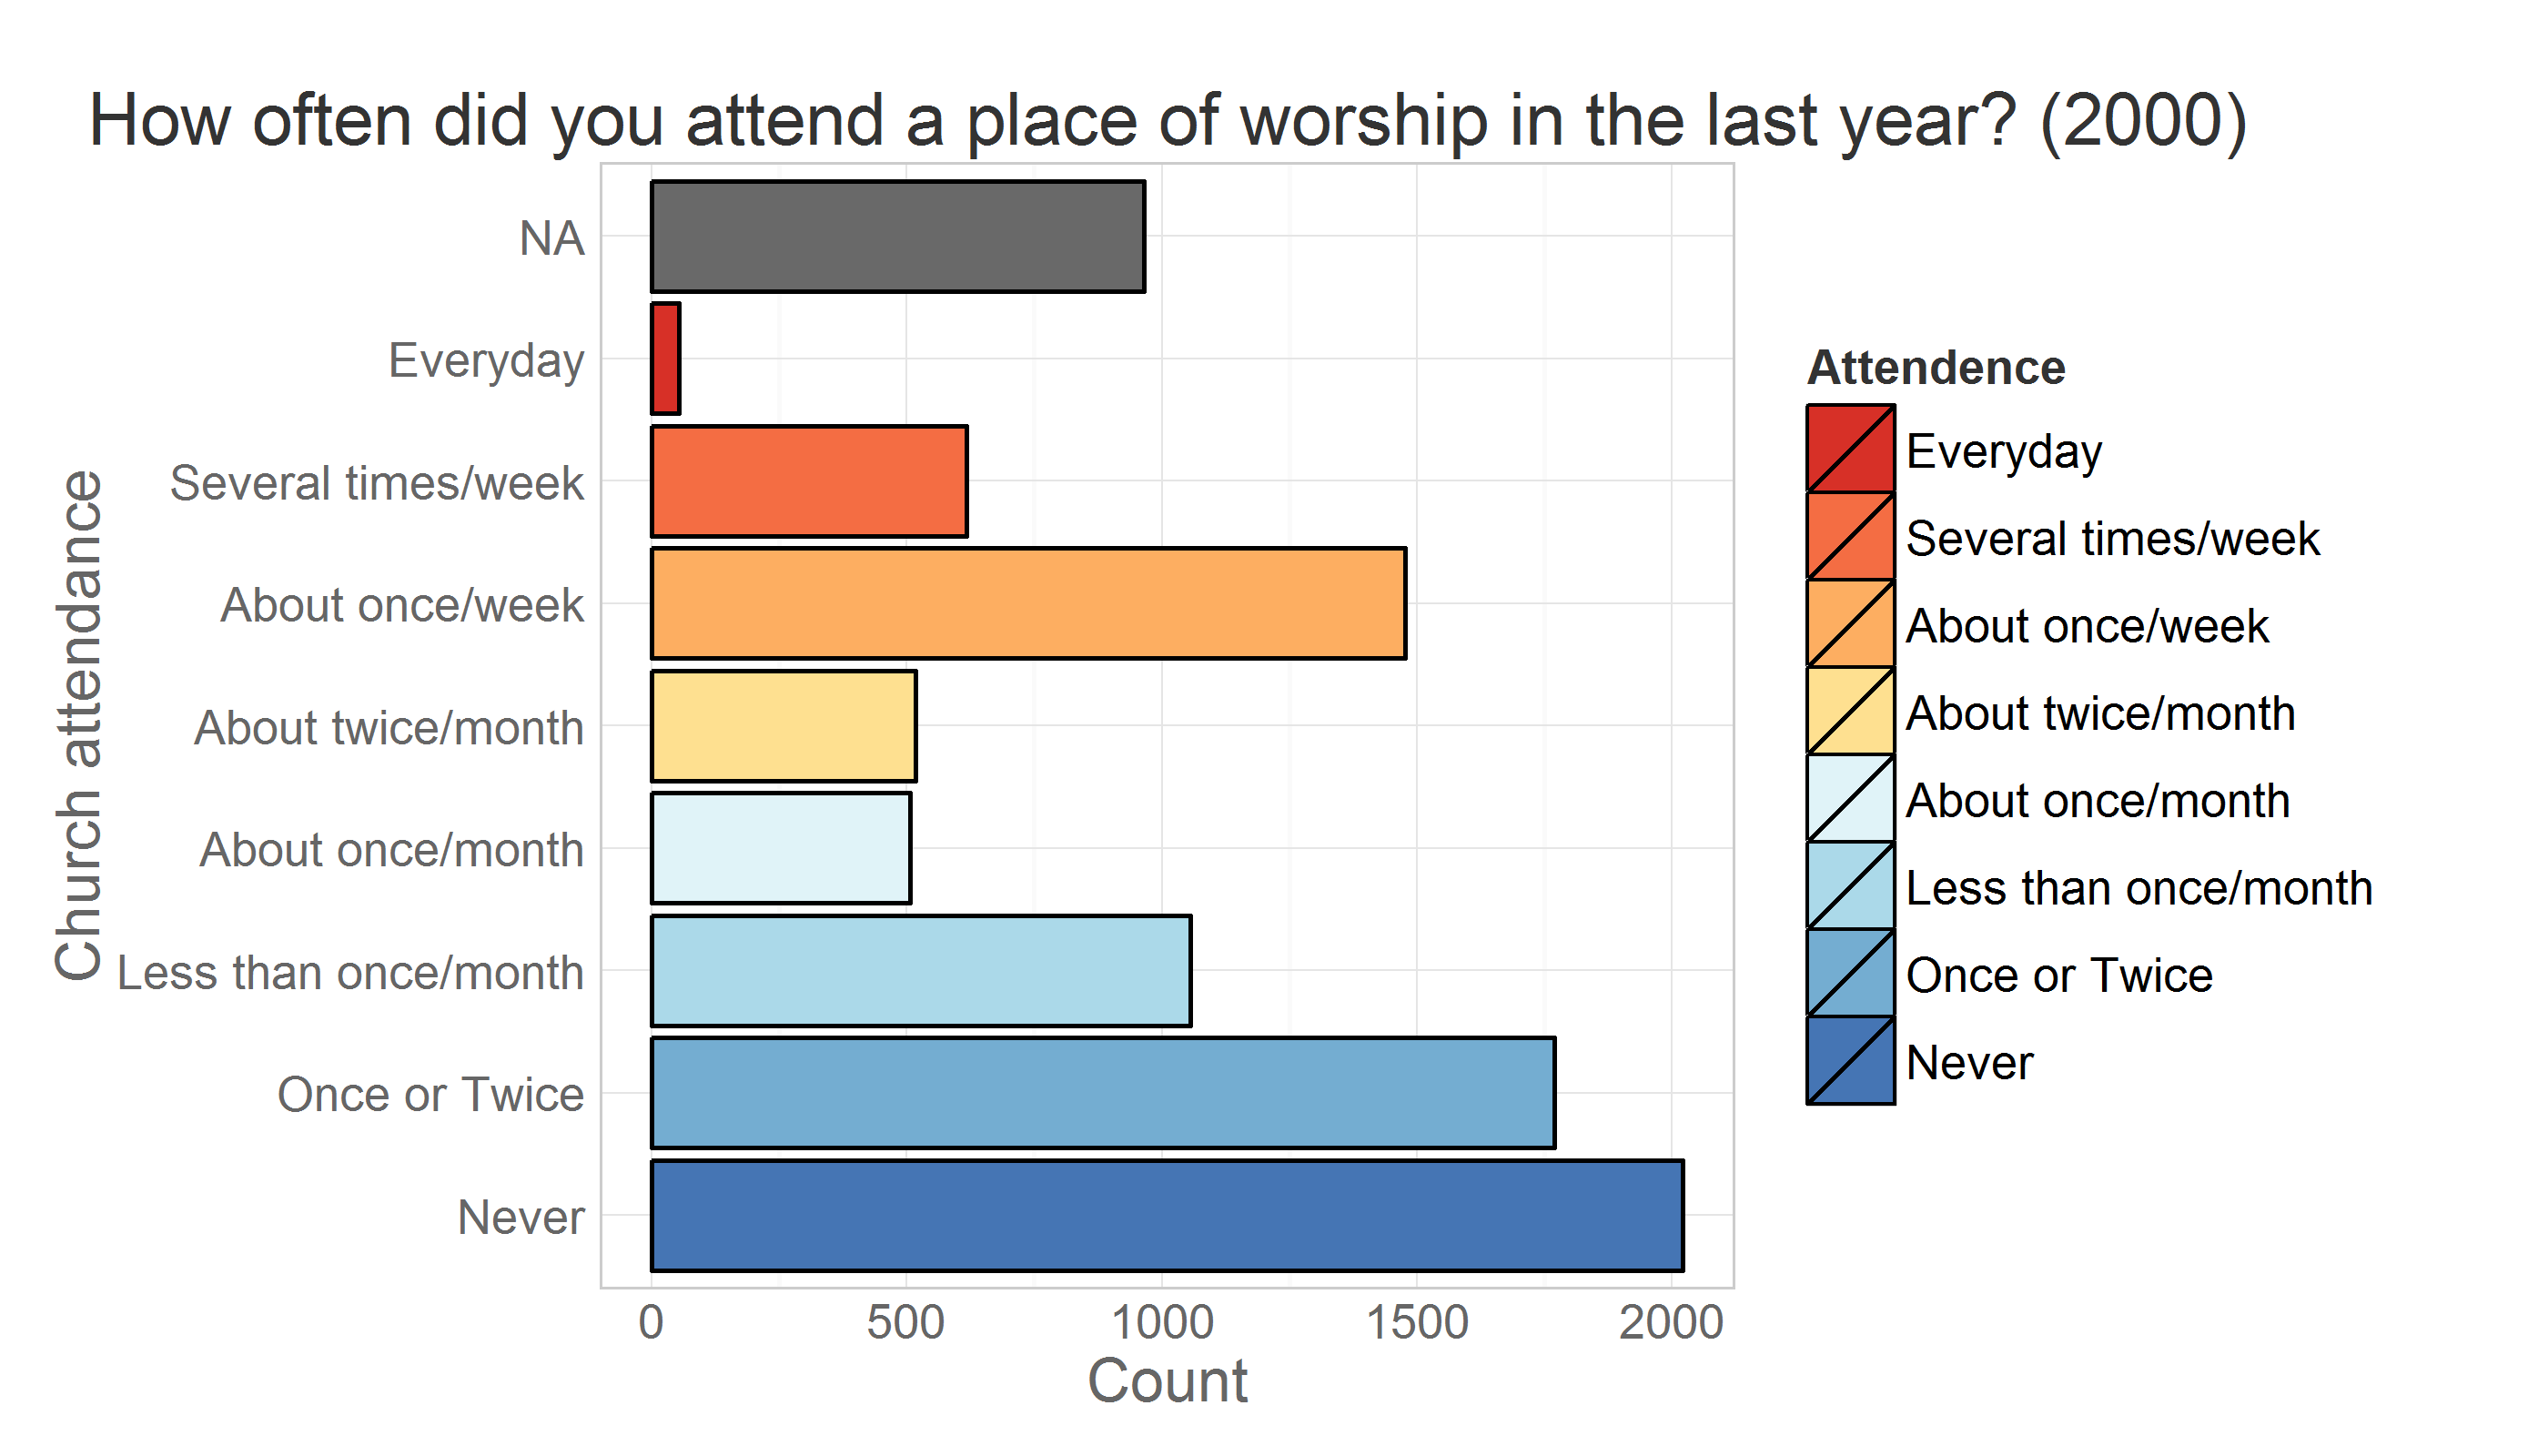 How often did you attend a place of worship in the last year? (2000)
Church attendance
NA
Everyday
Several times/week
About once/week
About twice/month
About once/month
Less than once/month
Once or Twice
Never
0 500 1000 1500 2000
Count
Attendence
Everyday
Several times/week
About once/week
About twice/month
About once/month
Less than once/month
Once or Twice
Never